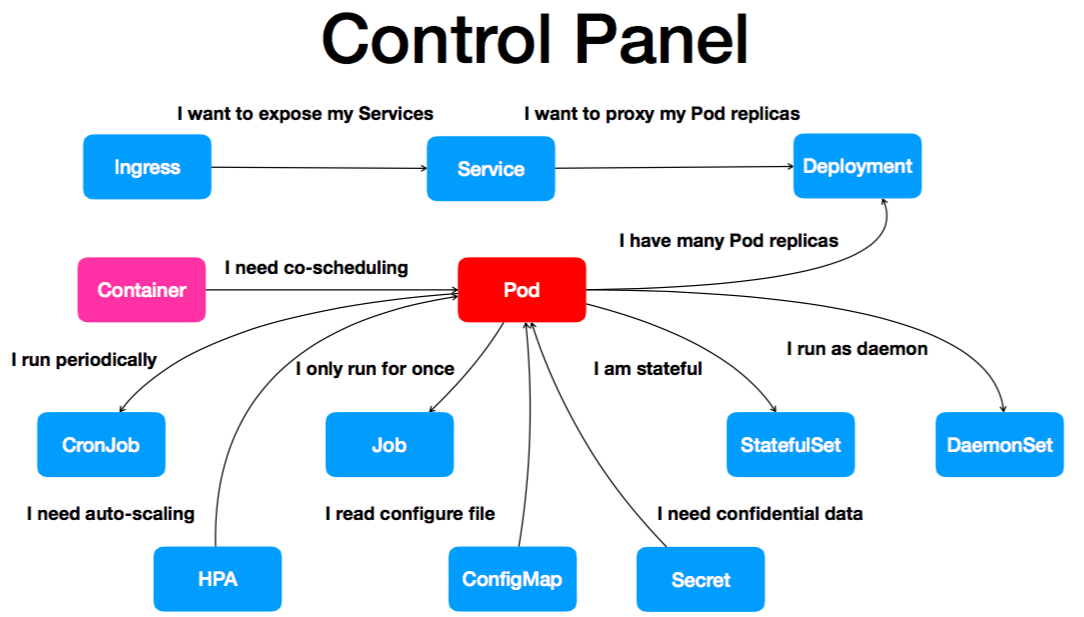 Control Panel
I want to expose my Services
I want to proxy my Pod replicas
Ingress
Service
Deployment
I have many Pod replicas
I need co-scheduling
Container
Pod
I run periodically
I only run for once
I am stateful
I run as daemon
CronJob
Job
StatefulSet
DaemonSet
I need auto-scaling
I read configure file
I need confidential data
HPA
ConfigMap
Secret